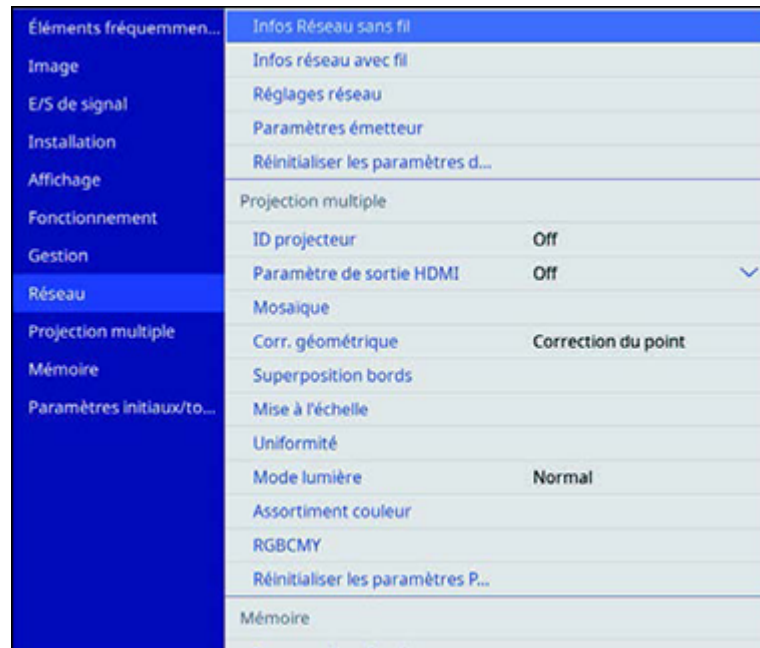 Éléments fréquemmen...
Image
E/S de signal
Installation
Affichage
Fonctionnement
Gestion
Réseau
Projection multiple
Mémoire
Paramètres initiaux/to...
Infos Réseau sans fil
Infos réseau avec fil
Réglages réseau
Paramètres émetteur
Réinitialiser les paramètres d...
Projection multiple
ID projecteur Off
Paramètre de sortie HDMI Off
Mosaïque
Corr. géométrique Correction du point
Superposition bords
Mise à l'échelle
Uniformité
Mode lumière Normal
Assortiment couleur
RGBCMY
Réinitialiser les paramètres P...
Mémoire